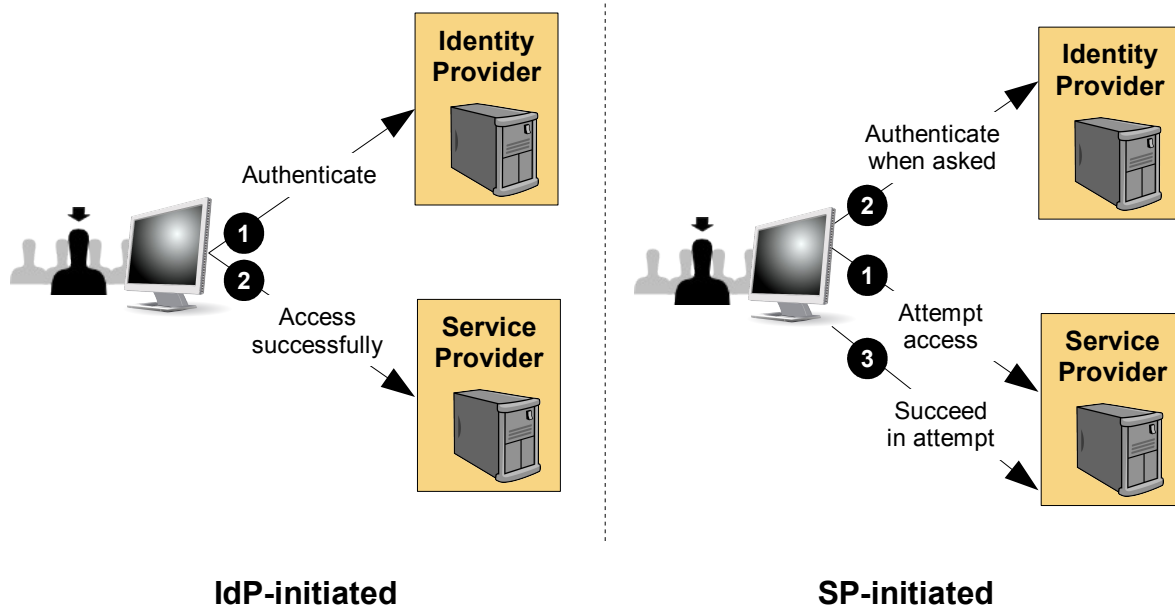 Identity
Provider
Authenticate
1
2
Access
successfully
Service
Provider
IdP-initiated
Identity
Provider
Authenticate
when asked
2
1
Attempt
access
3
Succeed
in attempt
Service
Provider
SP-initiated